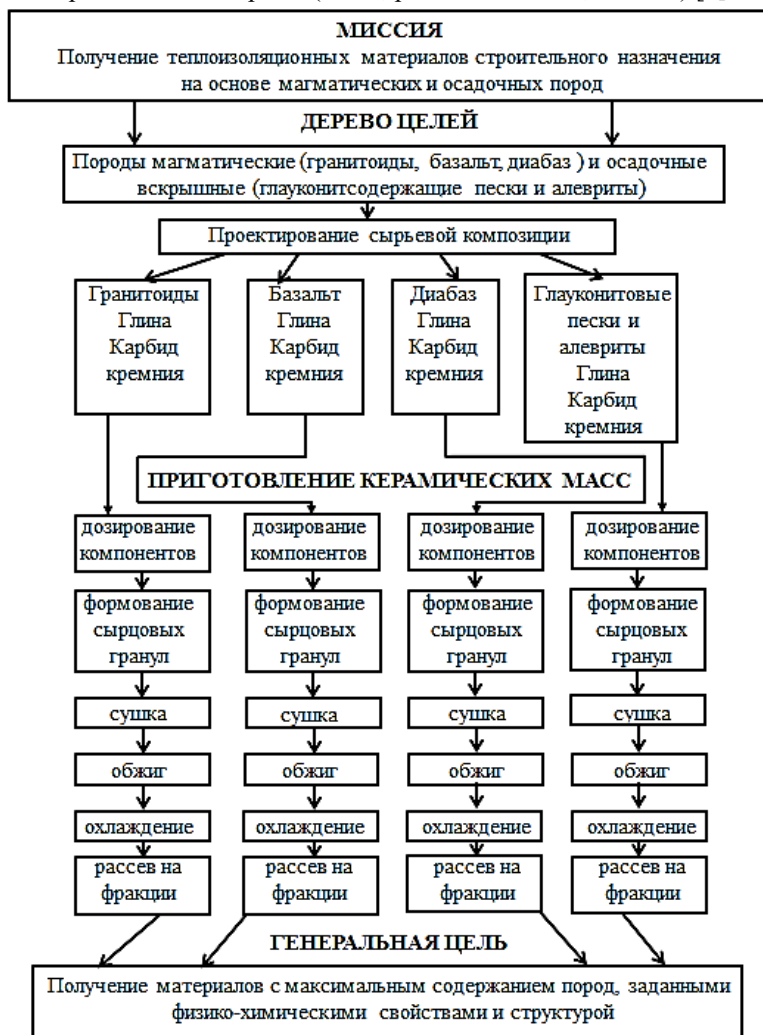 МИССИЯ
Получение теплоизоляционных материалов строительного назначения
на основе магматических и осадочных пород
ДЕРЕВО ЦЕЛЕЙ
Породы магматические (гранитоиды, базальт, диабаз ) и осадочные
вскрышные (глауконитсодержащие пески и алевриты)
Проектирование сырьевой композиции
Гранитоиды
Глина
Карбид
кремния
Базальт
Глина
Карбид
кремния
Диабаз
Глина
Карбид
кремния
Глауконитовые
пески и
алевриты
Глина
Карбид
кремния
ПРИГОТОВЛЕНИЕ КЕРАМИЧЕСКИХ МАСС
дозирование
компонентов
дозирование
компонентов
дозирование
компонентов
дозирование
компонентов
формование
сырцовых
гранул
формование
сырцовых
гранул
формование
сырцовых
гранул
формование
сырцовых
гранул
сушка
сушка
сушка
сушка
обжиг
обжиг
обжиг
обжиг
охлаждение
охлаждение
охлаждение
охлаждение
рассев на
фракции
рассев на
фракции
рассев на
фракции
рассев на
фракции
ГЕНЕРАЛЬНАЯ ЦЕЛЬ
Получение материалов с максимальным содержанием пород, заданными
физико-химическими свойствами и структурой